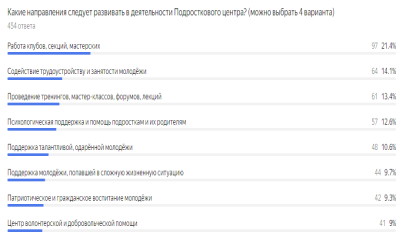 Какие направления следует развивать в деятельности Подросткового центра? (можно выбрать 4 варианта)
454 ответа
Работа клубов, секций, мастерских 97 21.4%
Содействие трудоустройству и занятости молодёжи 64 14.1%
Проведение тренингов, мастер-классов, форумов, лекций 61 13.4%
Психологическая поддержка и помощь подросткам и их родителям 57 12.6%
Поддержка талантливой, одарённой молодёжи 48 10.6%
Поддержка молодёжи, попавшей в сложную жизненную ситуацию 44 9.7%
Патриотическое и гражданское воспитание молодёжи 42 9.3%
Центр волонтерской и добровольческой помощи 41 9%